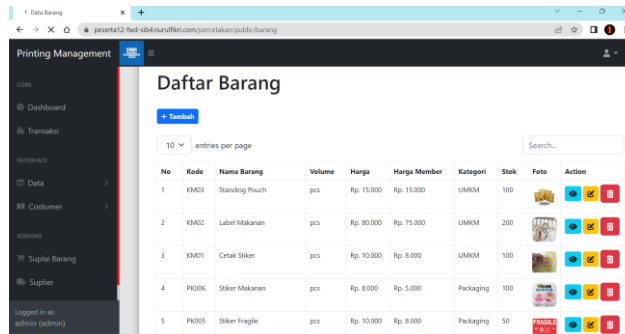 Data Barang
peserta12-fwd-sib4.nurulfikri.com/percetakan/public/barang
Printing Management
CORE
Dashboard
Transaksi
INTERFACE
Data
Costumer
ADDONS
Suplai Barang
Suplier
Logged in as:
admin (admin)
Daftar Barang
+ Tambah
10 entries per page
Search...
No Kode Nama Barang Volume Harga Harga Member Kategori Stok Foto Action
1 KM03 Standing Pouch pcs Rp. 15.000 Rp. 15.000 UMKM 100
2 KM02 Label Makanan pcs Rp. 80.000 Rp. 75.000 UMKM 200
3 KM01 Cetak Stiker pcs Rp. 10.000 Rp. 8.000 UMKM 100
4 PK006 Stiker Makanan pcs Rp. 8.000 Rp. 5.000 Packaging 100
5 PK005 Stiker Fragile pcs Rp. 10.000 Rp. 8.000 Packaging 50
FRAGILE